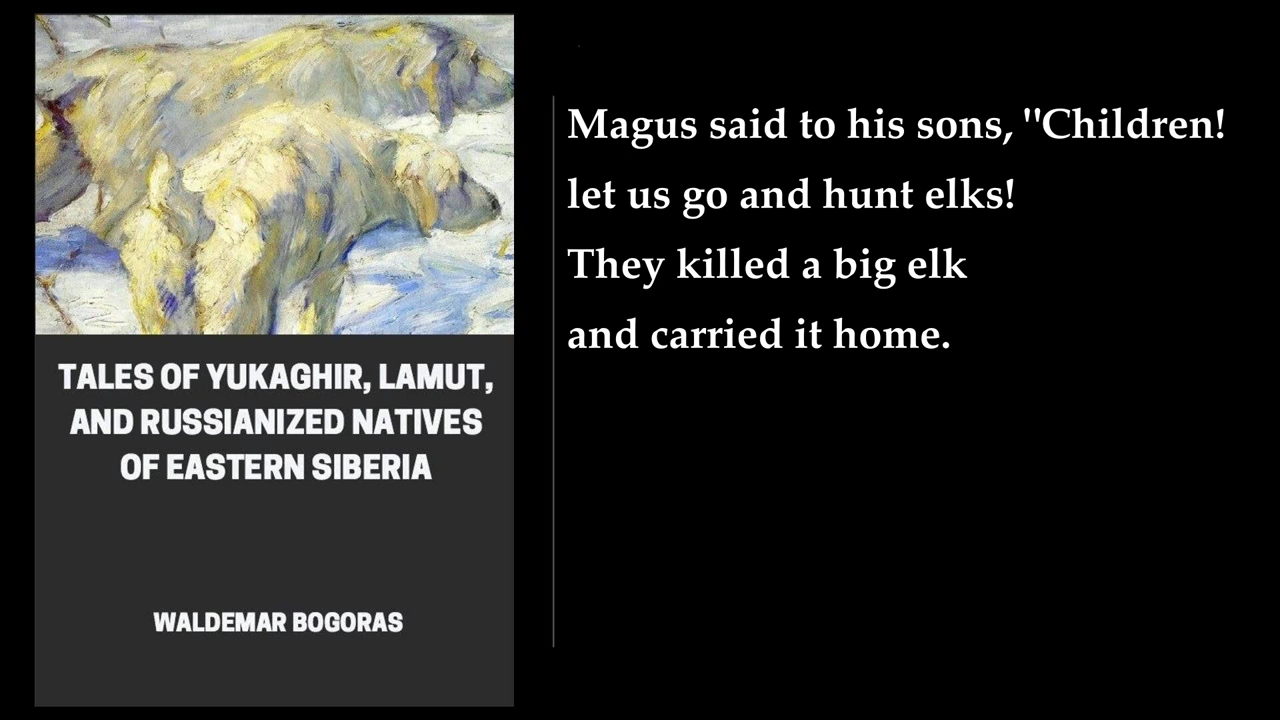 TALES OF YUKAGHIR, LAMUT,
AND RUSSIANIZED NATIVES
OF EASTERN SIBERIA
WALDEMAR BOGORAS
Magus said to his sons, "Children!
let us go and hunt elks!
They killed a big elk
and carried it home.